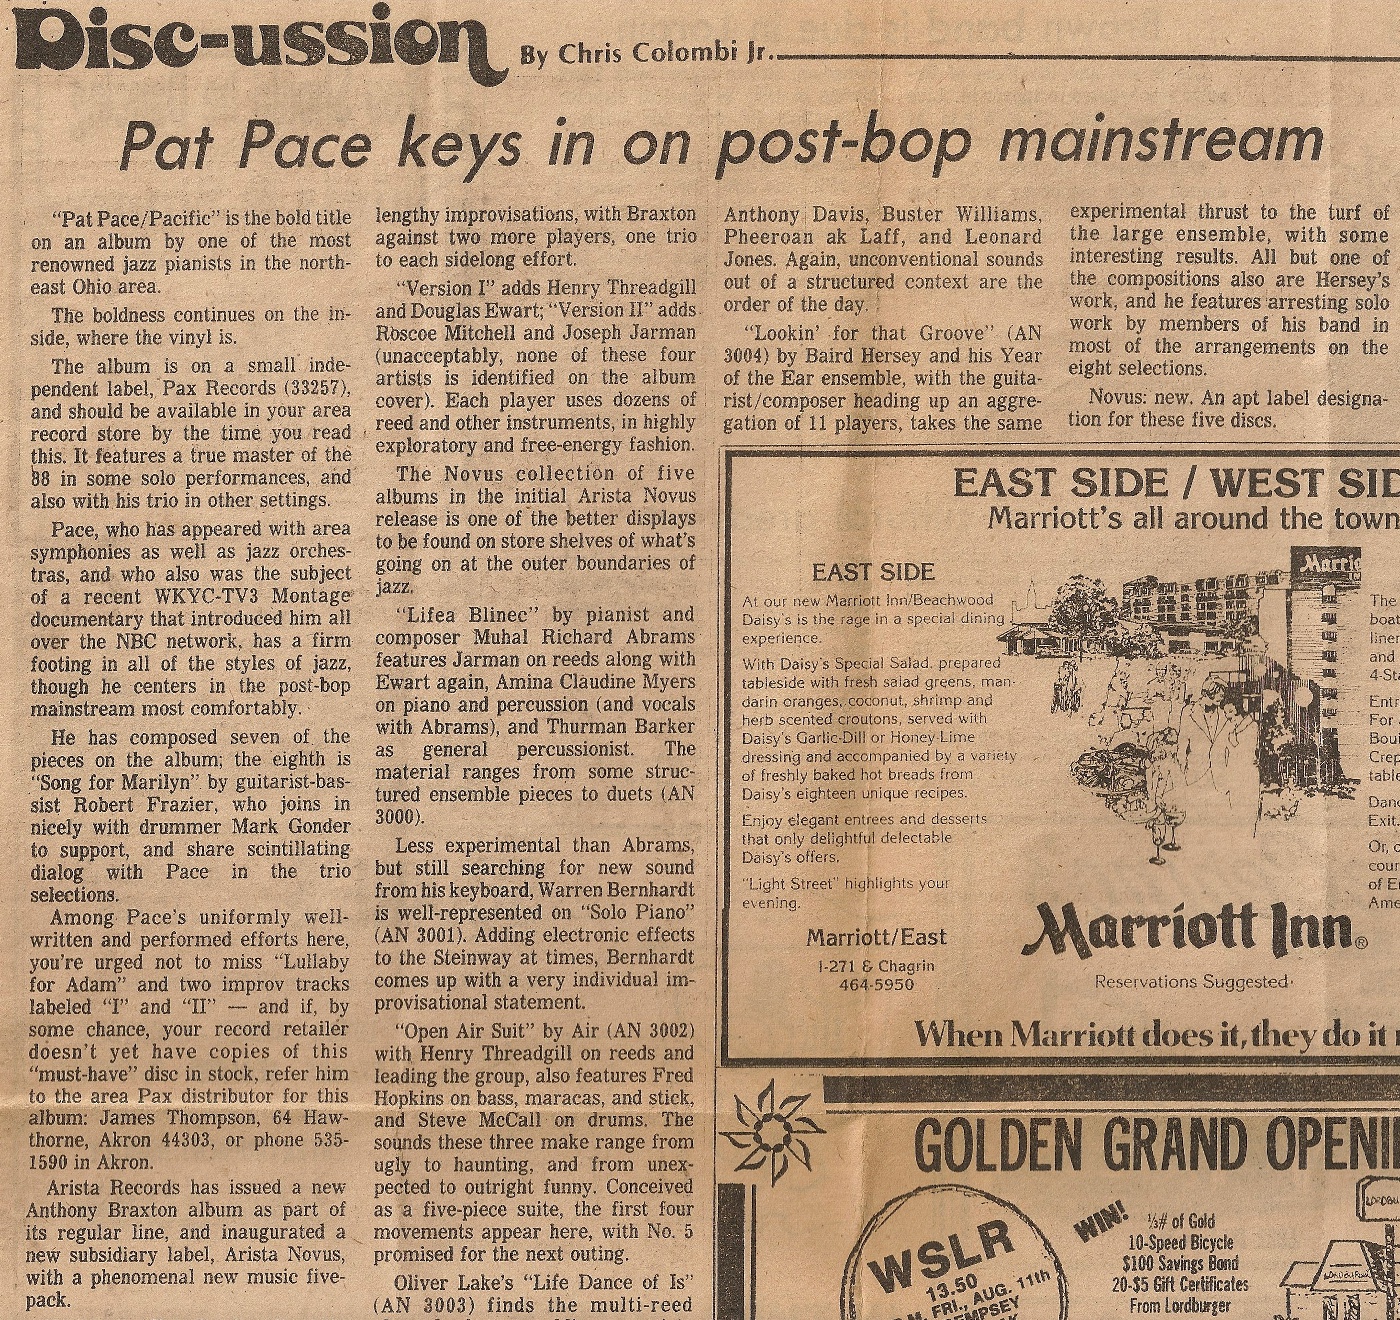 Disc-ussion By Chris Colombi Jr.
Pat Pace keys in on post-bop mainstream
"Pat Pace/Pacific" is the bold title
on an album by one of the most
renowned jazz pianists in the north-
east Ohio area.
The boldness continues on the in-
side, where the vinyl is.
The album is on a small inde-
pendent label, Pax Records (33257),
and should be available in your area
record store by the time you read
this. It features a true master of the
88 in some solo performances, and
also with his trio in other settings.
Pace, who has appeared with area
symphonies as well as jazz orches-
tras, and who also was the subject
of a recent WKYC-TV3 Montage
documentary that introduced him all
over the NBC network, has a firm
footing in all of the styles of jazz,
though he centers in the post-bop
mainstream most comfortably.
He has composed seven of the
pieces on the album; the eighth is
"Song for Marilyn" by guitarist-bas-
sist Robert Frazier, who joins in
nicely with drummer Mark Gonder
to support, and share scintillating
dialog with Pace in the trio
selections.
Among Pace's uniformly well-
written and performed efforts here,
you're urged not to miss "Lullaby
for Adam" and two improv tracks
labeled "I" and "II" — and if, by
some chance, your record retailer
doesn't yet have copies of this
"must-have" disc in stock, refer him
to the area Pax distributor for this
album: James Thompson, 64 Haw-
thorne, Akron 44303, or phone 535-
1590 in Akron.
Arista Records has issued a new
Anthony Braxton album as part of
its regular line, and inaugurated a
new subsidiary label, Arista Novus,
with a phenomenal new music five-
pack.
lengthy improvisations, with Braxton
against two more players, one trio
to each sidelong effort.
"Version I" adds Henry Threadgill
and Douglas Ewart; "Version II" adds
Roscoe Mitchell and Joseph Jarman
(unacceptably, none of these four
artists is identified on the album
cover). Each player uses dozens of
reed and other instruments, in highly
exploratory and free-energy fashion.
The Novus collection of five
albums in the initial Arista Novus
release is one of the better displays
to be found on store shelves of what's
going on at the outer boundaries of
jazz.
"Lifea Blinec" by pianist and
composer Muhal Richard Abrams
features Jarman on reeds along with
Ewart again, Amina Claudine Myers
on piano and percussion (and vocals
with Abrams), and Thurman Barker
as general percussionist. The
material ranges from some struc-
tured ensemble pieces to duets (AN
3000).
Less experimental than Abrams,
but still searching for new sound
from his keyboard, Warren Bernhardt
is well-represented on "Solo Piano"
(AN 3001). Adding electronic effects
to the Steinway at times, Bernhardt
comes up with a very individual im-
provisational statement.
"Open Air Suit" by Air (AN 3002)
with Henry Threadgill on reeds and
leading the group, also features Fred
Hopkins on bass, maracas, and stick,
and Steve McCall on drums. The
sounds these three make range from
ugly to haunting, and from unex-
pected to outright funny. Conceived
as a five-piece suite, the first four
movements appear here, with No. 5
promised for the next outing.
Oliver Lake's "Life Dance of Is"
(AN 3003) finds the multi-reed
Anthony Davis, Buster Williams,
Pheeroan ak Laff, and Leonard
Jones. Again, unconventional sounds
out of a structured context are the
order of the day.
"Lookin' for that Groove" (AN
3004) by Baird Hersey and his Year
of the Ear ensemble, with the guita-
rist/composer heading up an aggre-
gation of 11 players, takes the same
experimental thrust to the turf of
the large ensemble, with some
interesting results. All but one of
the compositions also are Hersey's
work, and he features arresting solo
work by members of his band in
most of the arrangements on the
eight selections.
Novus: new. An apt label designa-
tion for these five discs.
EAST SIDE / WEST SID
Marriott's all around the town
Marrio
EAST SIDE
At our new Marriott Inn/Beachwood
Daisy's is the rage in a special dining
experience.
With Daisy's Special Salad, prepared
tableside with fresh salad greens, man-
darin oranges, coconut, shrimp and
herb scented croutons, served with
Daisy's Garlic-Dill or Honey-Lime
dressing and accompanied by a variety
of freshly baked hot breads from
Daisy's eighteen unique recipes.
Enjoy elegant entrees and desserts
that only delightful delectable
Daisy's offers.
"Light Street" highlights your
evening.
Marriott/East
I-271 & Chagrin
464-5950
The
boat
liner
and
4-Sta
Entr
For
Boui
Crep
table
Danc
Exit.
Or, c
cour
of E
Ame
Marriott Inn®
Reservations Suggested
When Marriott does it, they do it r
GOLDEN GRAND OPENI
WSLR
13.50
FRI., AUG. 11th
WIN!
⅓# of Gold
10-Speed Bicycle
$100 Savings Bond
20-$5 Gift Certificates
From Lordburger